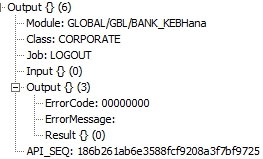 Output {} (6)
Module: GLOBAL/GBL/BANK_KEBHana
Class: CORPORATE
Job: LOGOUT
Input {} (0)
Output {} (3)
ErrorCode: 00000000
ErrorMessage:
Result {} (0)
API_SEQ: 186b261ab6e3588fcf9208a3f7bf9725